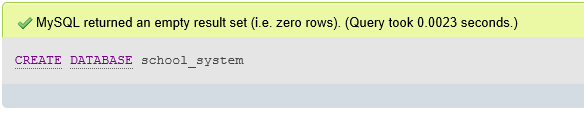 MySQL returned an empty result set (i.e. zero rows). (Query took 0.0023 seconds.)
CREATE DATABASE school_system